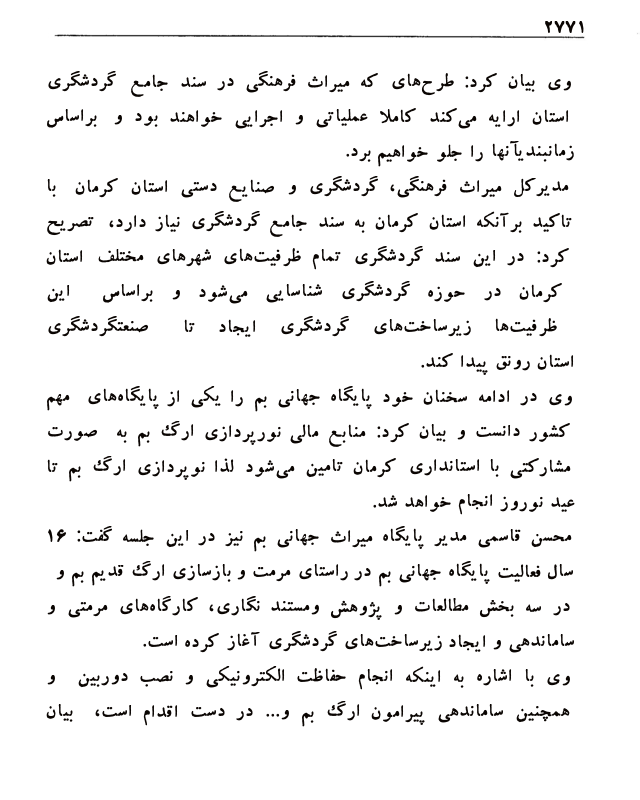 ۲۷۷۱
وی بیان کرد: طرح‌های که میراث فرهنگی در سند جامع گردشگری
استان ارایه می‌کند کاملا عملیاتی و اجرایی خواهند بود و براساس
زمانبندیآنها را جلو خواهیم برد.
مدیرکل میراث فرهنگی، گردشگری و صنایع دستی استان کرمان با
تاکید برآنکه استان کرمان به سند جامع گردشگری نیاز دارد، تصریح
کرد: در این سند گردشگری تمام ظرفیت‌های شهرهای مختلف استان
کرمان در حوزه گردشگری شناسایی می‌شود و براساس این
ظرفیت‌ها زیرساخت‌های گردشگری ایجاد تا صنعتگردشگری
استان رونق پیدا کند.
وی در ادامه سخنان خود پایگاه جهانی بم را یکی از پایگاه‌های مهم
کشور دانست و بیان کرد: منابع مالی نورپردازی ارگ بم به صورت
مشارکتی با استانداری کرمان تامین می‌شود لذا نوپردازی ارگ بم تا
عید نوروز انجام خواهد شد.
محسن قاسمی مدیر پایگاه میراث جهانی بم نیز در این جلسه گفت: ۱۶
سال فعالیت پایگاه جهانی بم در راستای مرمت و بازسازی ارگ قدیم بم و
در سه بخش مطالعات و پژوهش ومستند نگاری، کارگاه‌های مرمتی و
ساماندهی و ایجاد زیرساخت‌های گردشگری آغاز کرده است.
وی با اشاره به اینکه انجام حفاظت الکترونیکی و نصب دوربین و
همچنین ساماندهی پیرامون ارگ بم و... در دست اقدام است، بیان